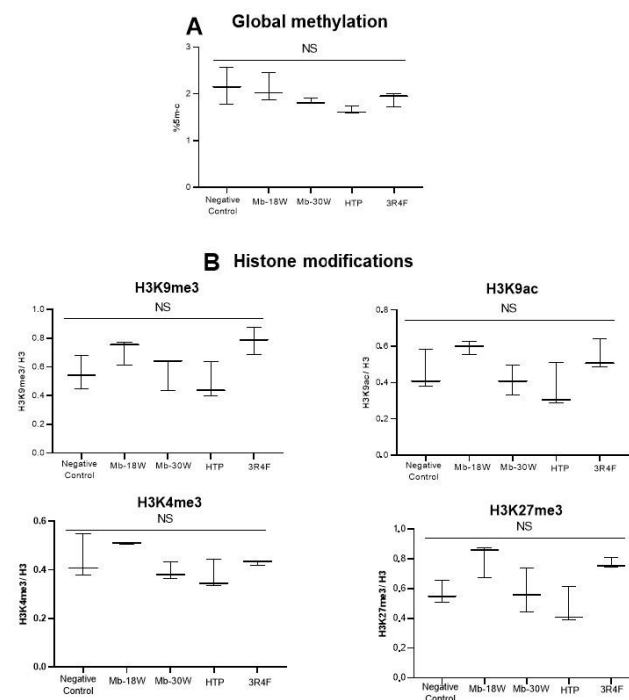 A Global methylation
NS
%5m-c
3
2
1
0
Negative Control
Mb-18W
Mb-30W
HTP
3R4F
B Histone modifications
H3K9me3
NS
H3K9me3/ H3
1.0
0.8
0.6
0.4
0.2
0.0
Negative Control
Mb-18W
Mb-30W
HTP
3R4F
H3K9ac
NS
H3K9ac/ H3
0.8
0.6
0.4
0.2
0.0
Negative Control
Mb-18W
Mb-30W
HTP
3R4F
H3K4me3
NS
H3K4me3/ H3
0.6
0.4
0.2
0.0
Negative Control
Mb-18W
Mb-30W
HTP
3R4F
H3K27me3
NS
H3K27me3/ H3
1,0
0,8
0,6
0,4
0,2
0,0
Negative Control
Mb-18W
Mb-30W
HTP
3R4F